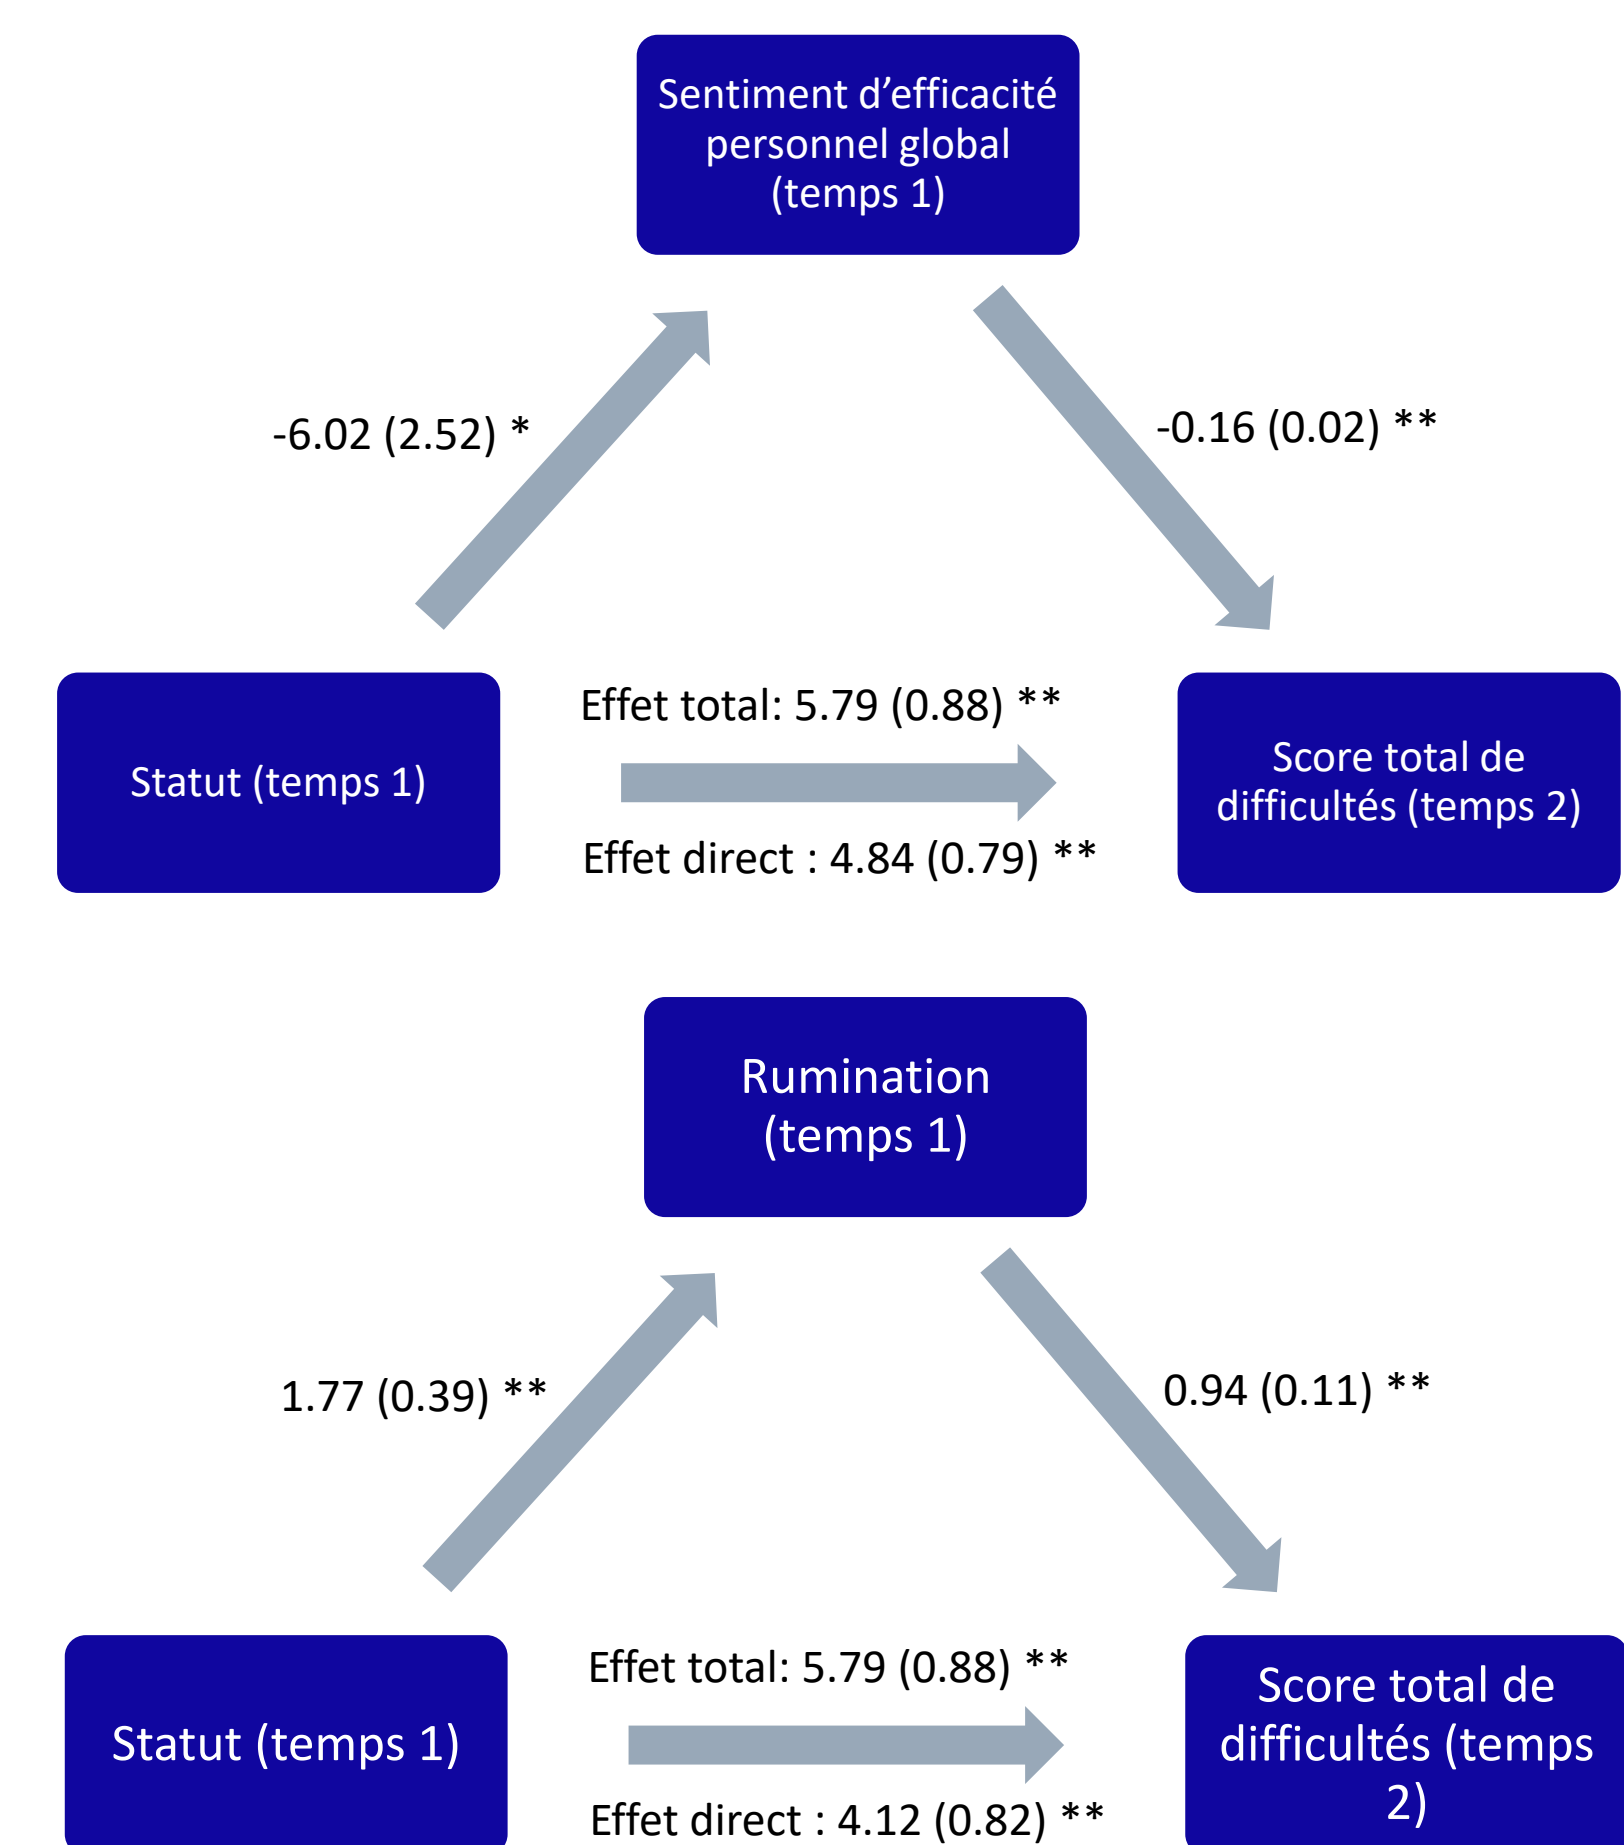 Sentiment d’efficacité
personnel global
(temps 1)
-6.02 (2.52) *
-0.16 (0.02) **
Effet total: 5.79 (0.88) **
Statut (temps 1)
Score total de
difficultés (temps 2)
Effet direct : 4.84 (0.79) **
Rumination
(temps 1)
1.77 (0.39) **
0.94 (0.11) **
Effet total: 5.79 (0.88) **
Statut (temps 1)
Score total de
difficultés (temps
2)
Effet direct : 4.12 (0.82) **